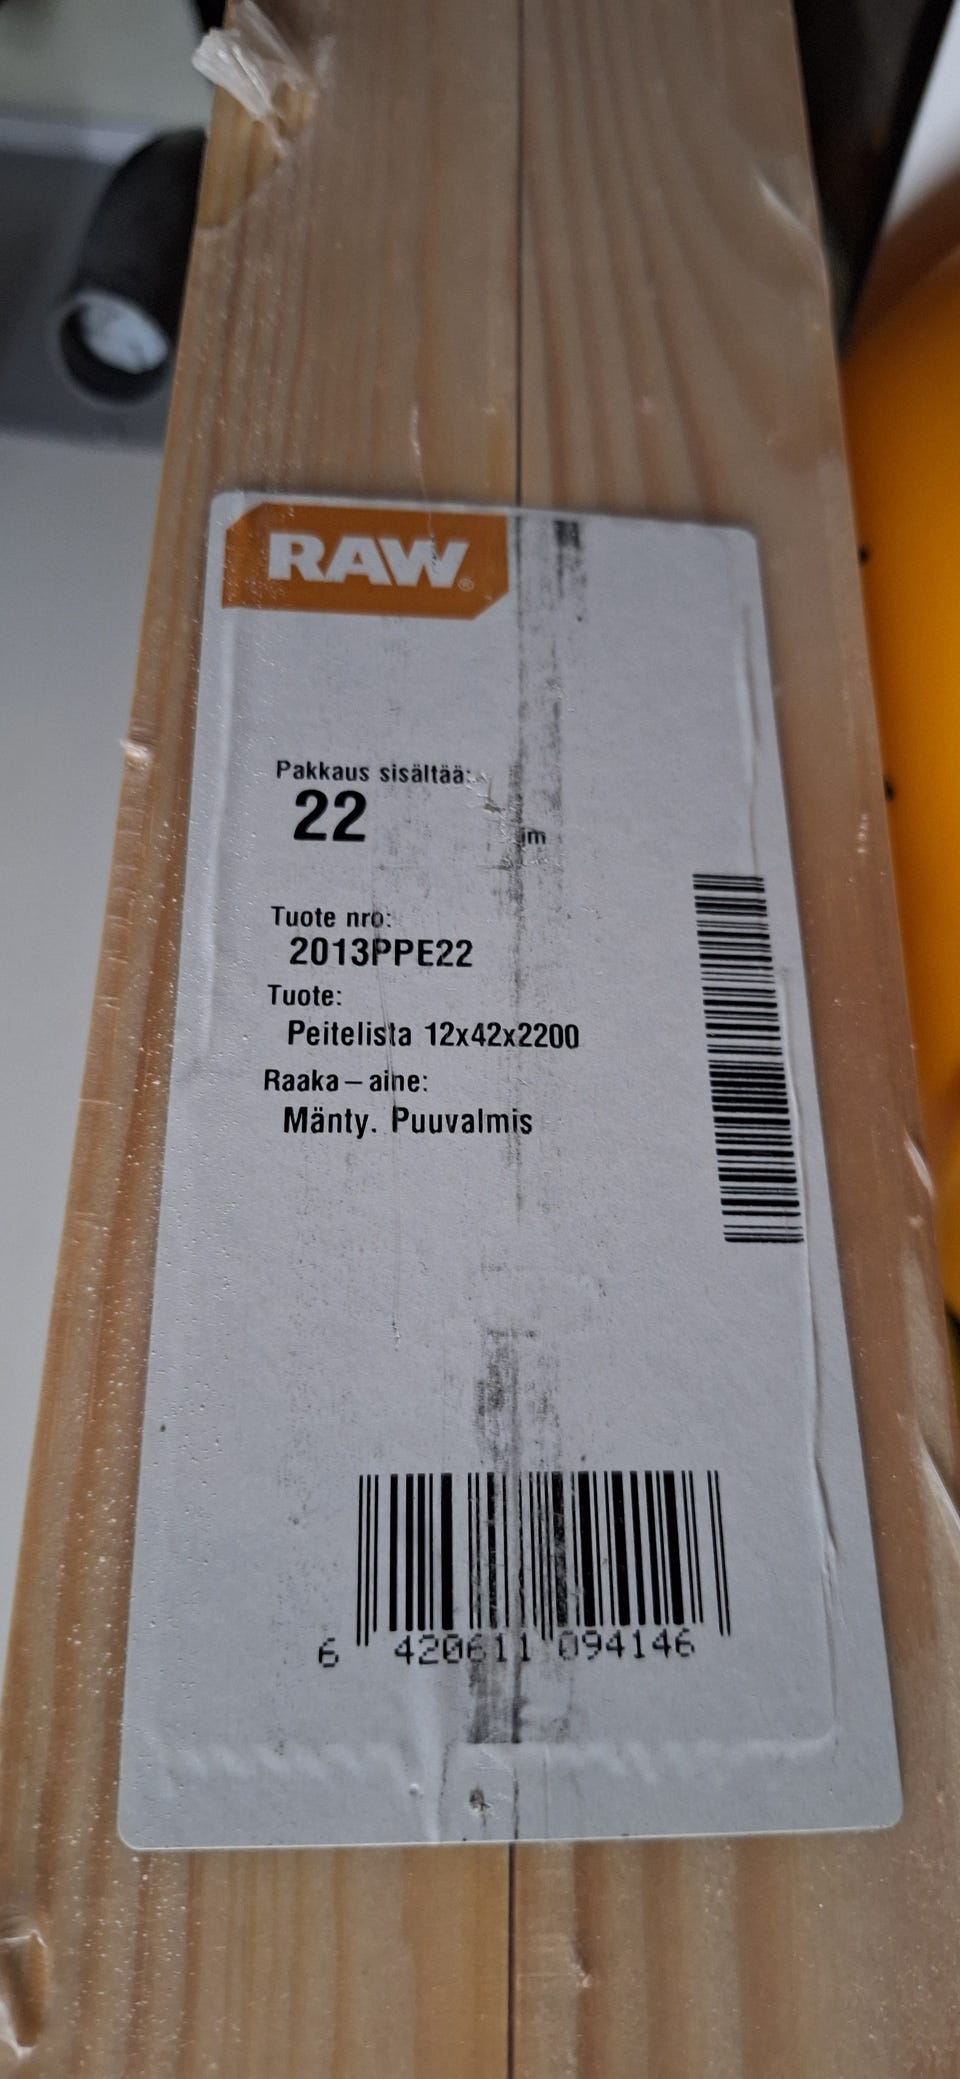 RAW®
Pakkaus sisältää:
22 jm
Tuote nro:
2013PPE22
Tuote:
Peitelista 12x42x2200
Raaka–aine:
Mänty. Puuvalmis
6 420611 094146